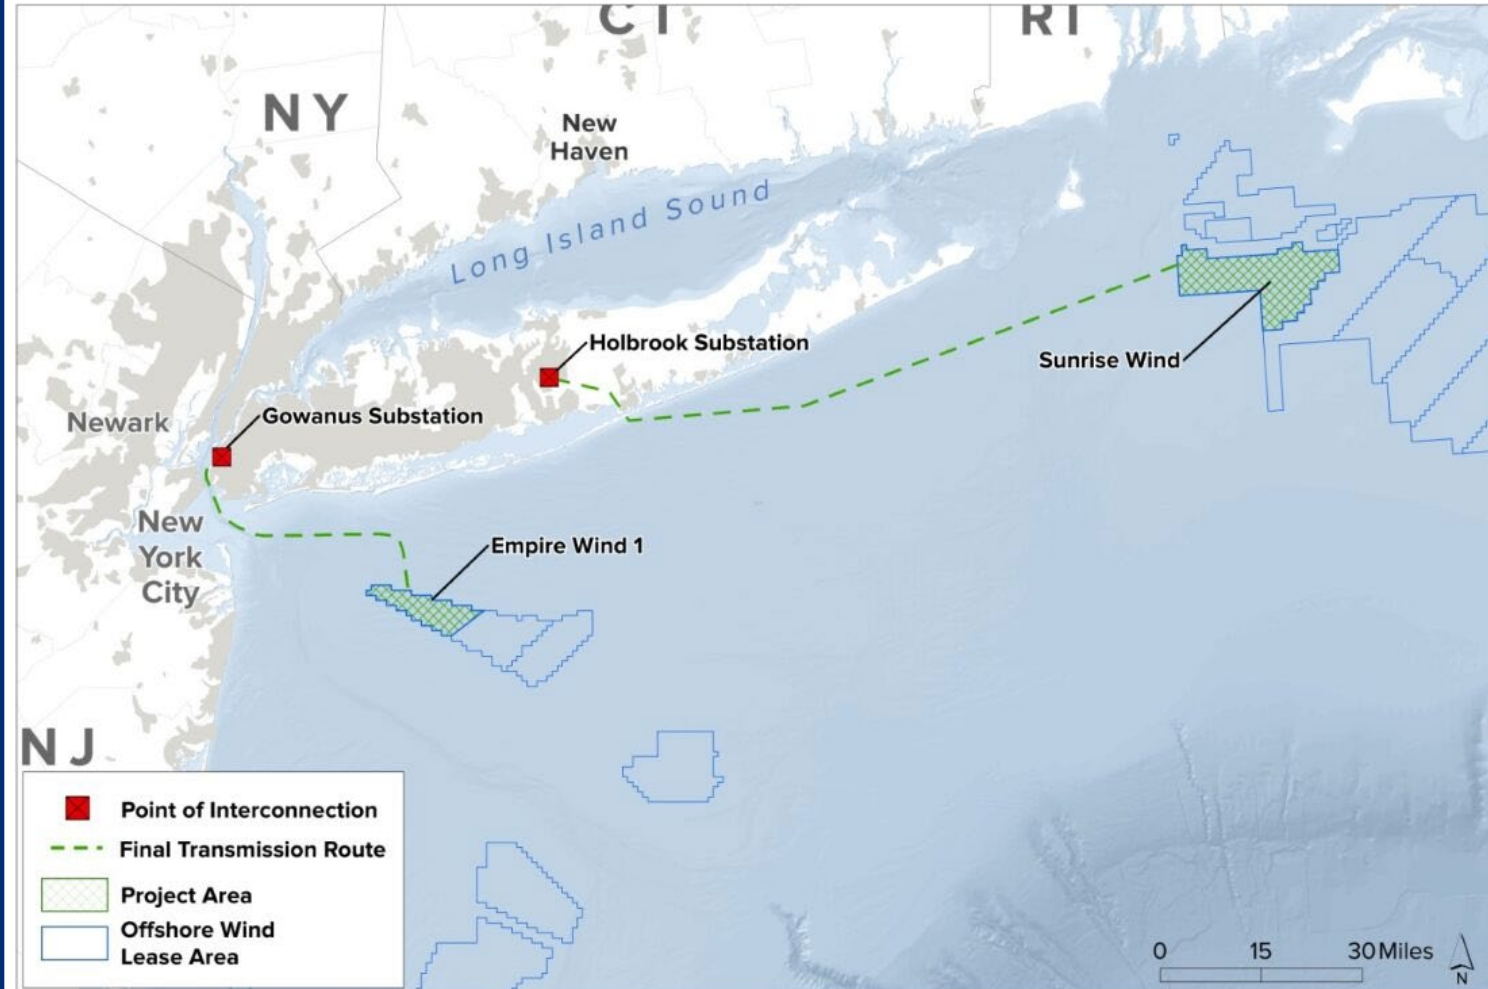 CT
RI
NY
New
Haven
Long Island Sound
Holbrook Substation
Sunrise Wind
Gowanus Substation
Newark
New
York
City
Empire Wind 1
NJ
Point of Interconnection
Final Transmission Route
Project Area
Offshore Wind
Lease Area
0 15 30 Miles
N